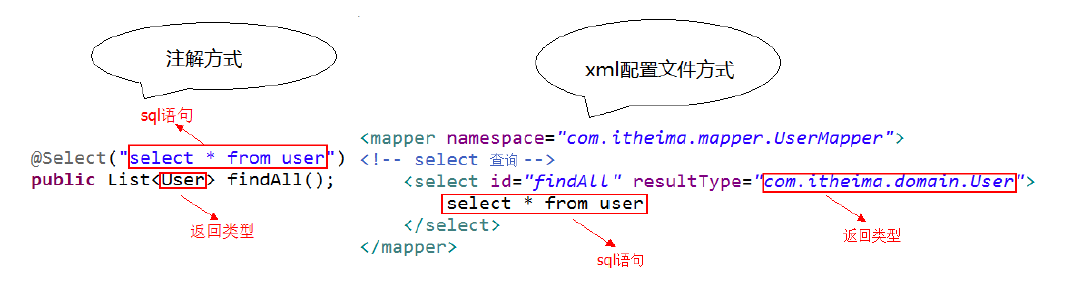 注解方式
sql语句
@Select("select * from user")
public List<User> findAll();
返回类型
xml配置文件方式
<mapper namespace="com.itheima.mapper.UserMapper">
<!-- select 查询 -->
<select id="findAll" resultType="com.itheima.domain.User">
select * from user
</select>
</mapper>
sql语句
返回类型